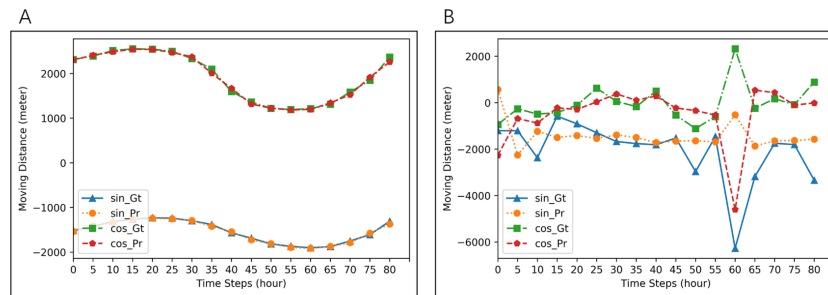 A
2000
1000
0
−1000
−2000
Moving Distance (meter)
sin_Gt
sin_Pr
cos_Gt
cos_Pr
0 5 10 15 20 25 30 35 40 45 50 55 60 65 70 75 80
Time Steps (hour)
B
2000
0
−2000
−4000
−6000
Moving Distance (meter)
sin_Gt
sin_Pr
cos_Gt
cos_Pr
0 5 10 15 20 25 30 35 40 45 50 55 60 65 70 75 80
Time Steps (hour)